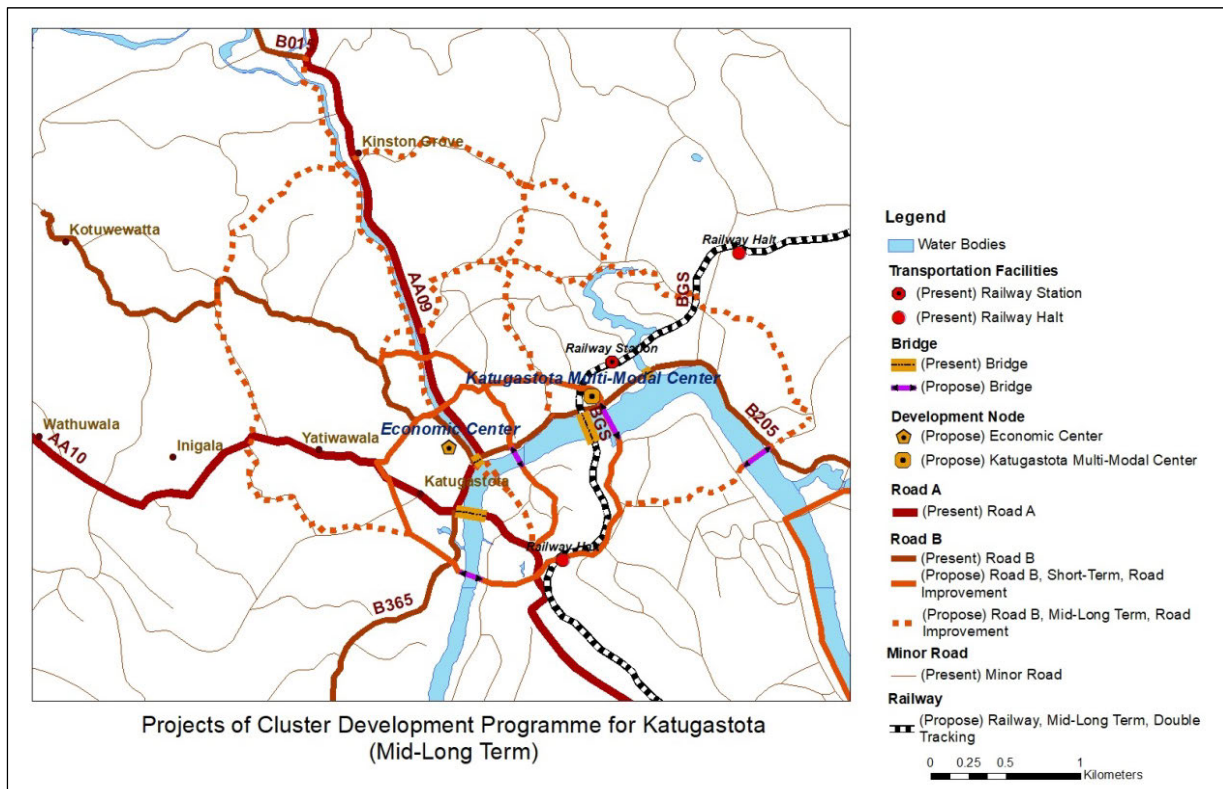 B015
Kinston Grove
Kotuwewatta
Railway Halt
AA09
BGS
Railway Station
Katugastota Multi-Modal Center
BGS
B205
Wathuwala
AA10
Inigala
Yatiwawala
Economic Center
Katugastota
Railway Halt
B365
Projects of Cluster Development Programme for Katugastota
(Mid-Long Term)
Legend
Water Bodies
Transportation Facilities
(Present) Railway Station
(Present) Railway Halt
Bridge
(Present) Bridge
(Propose) Bridge
Development Node
(Propose) Economic Center
(Propose) Katugastota Multi-Modal Center
Road A
(Present) Road A
Road B
(Present) Road B
(Propose) Road B, Short-Term, Road
Improvement
(Propose) Road B, Mid-Long Term, Road
Improvement
Minor Road
(Present) Minor Road
Railway
(Propose) Railway, Mid-Long Term, Double
Tracking
0 0.25 0.5 1
Kilometers